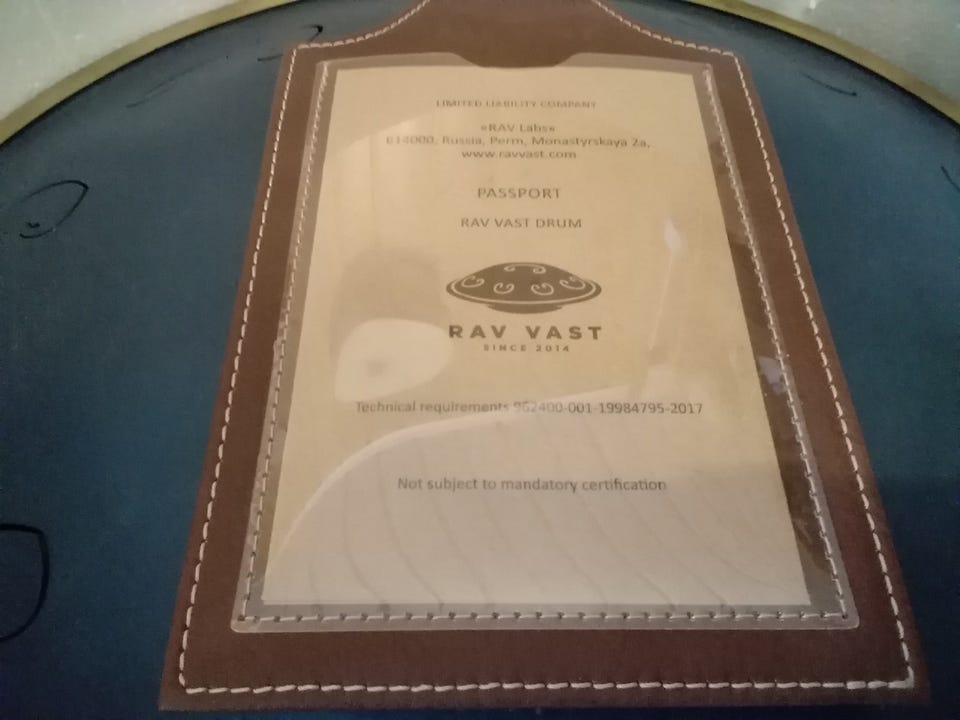 LIMITED LIABILITY COMPANY
«RAV Labs»
614000, Russia, Perm, Monastyrskaya 2a,
www.ravvast.com
PASSPORT
RAV VAST DRUM
RAV VAST
SINCE 2014
Technical requirements 962400-001-19984795-2017
Not subject to mandatory certification